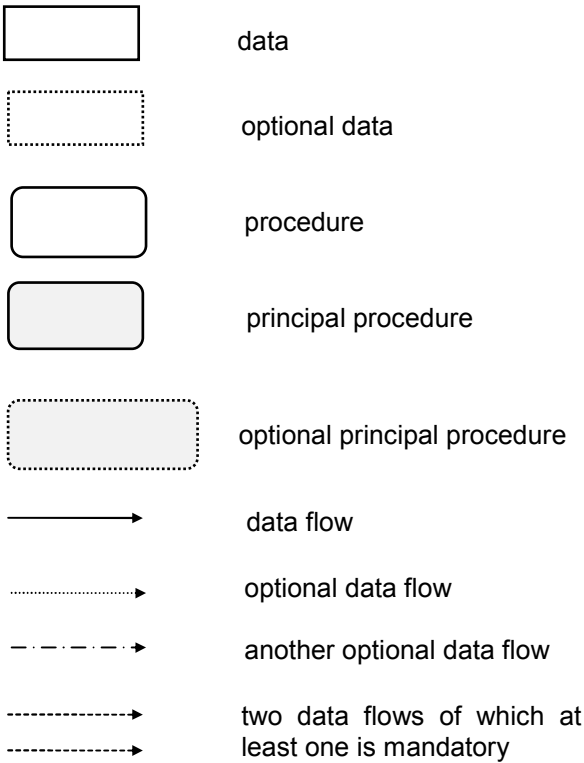 data
optional data
procedure
principal procedure
optional principal procedure
data flow
optional data flow
another optional data flow
two data flows of which at
least one is mandatory